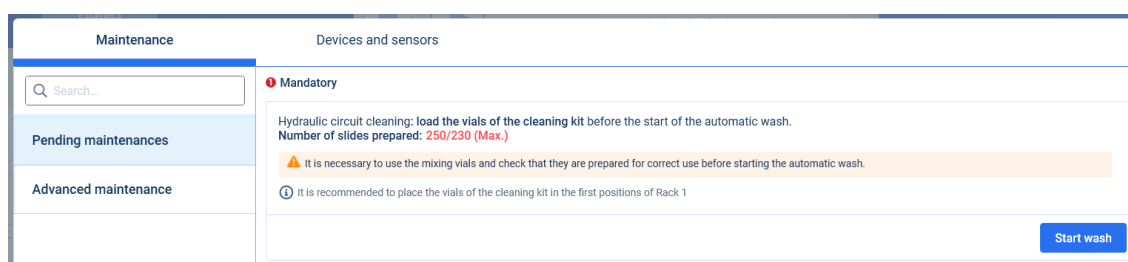 Maintenance
Devices and sensors
Search...
Pending maintenances
Advanced maintenance
1 Mandatory
Hydraulic circuit cleaning: load the vials of the cleaning kit before the start of the automatic wash.
Number of slides prepared: 250/230 (Max.)
It is necessary to use the mixing vials and check that they are prepared for correct use before starting the automatic wash.
It is recommended to place the vials of the cleaning kit in the first positions of Rack 1
Start wash